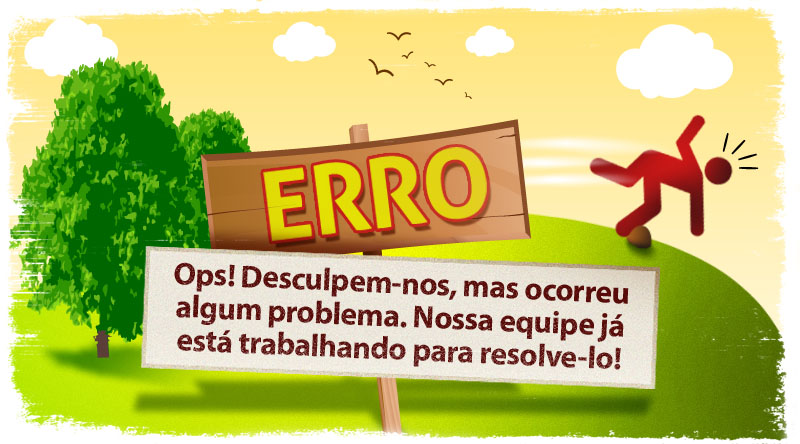 ERRO
Ops! Desculpem-nos, mas ocorreu
algum problema. Nossa equipe já
está trabalhando para resolve-lo!